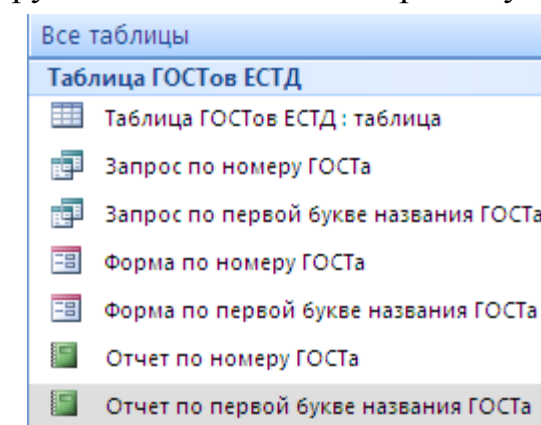 Все таблицы
Таблица ГОСТов ЕСТД
Таблица ГОСТов ЕСТД : таблица
Запрос по номеру ГОСТа
Запрос по первой букве названия ГОСТа
Форма по номеру ГОСТа
Форма по первой букве названия ГОСТа
Отчет по номеру ГОСТа
Отчет по первой букве названия ГОСТа